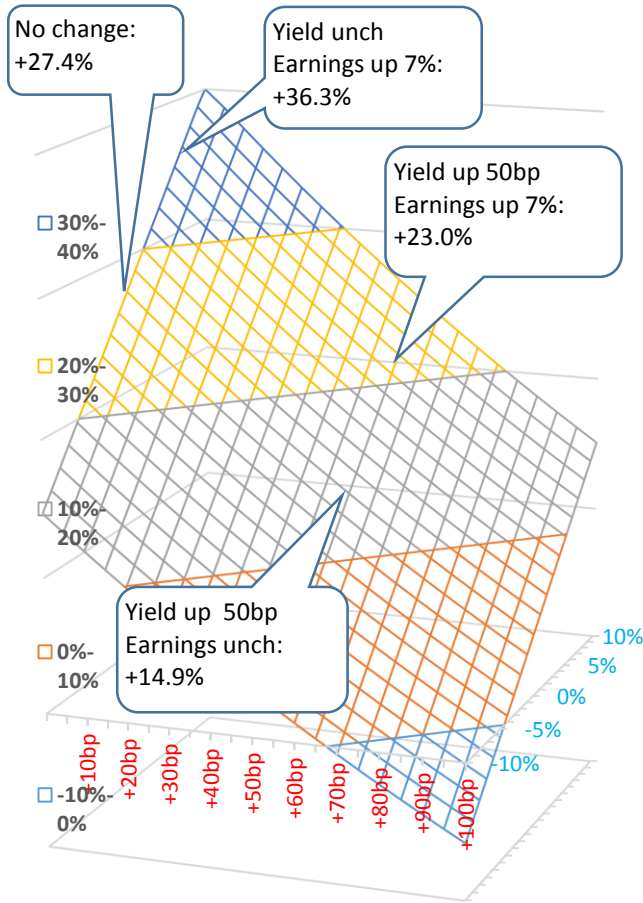 No change:
+27.4%
Yield unch
Earnings up 7%:
+36.3%
Yield up 50bp
Earnings up 7%:
+23.0%
30%-
40%
20%-
30%
10%-
20%
Yield up 50bp
Earnings unch:
+14.9%
0%-
10%
-10%-
0%
10%
5%
0%
-5%
-10%
+10bp
+20bp
+30bp
+40bp
+50bp
+60bp
+70bp
+80bp
+90bp
+100bp